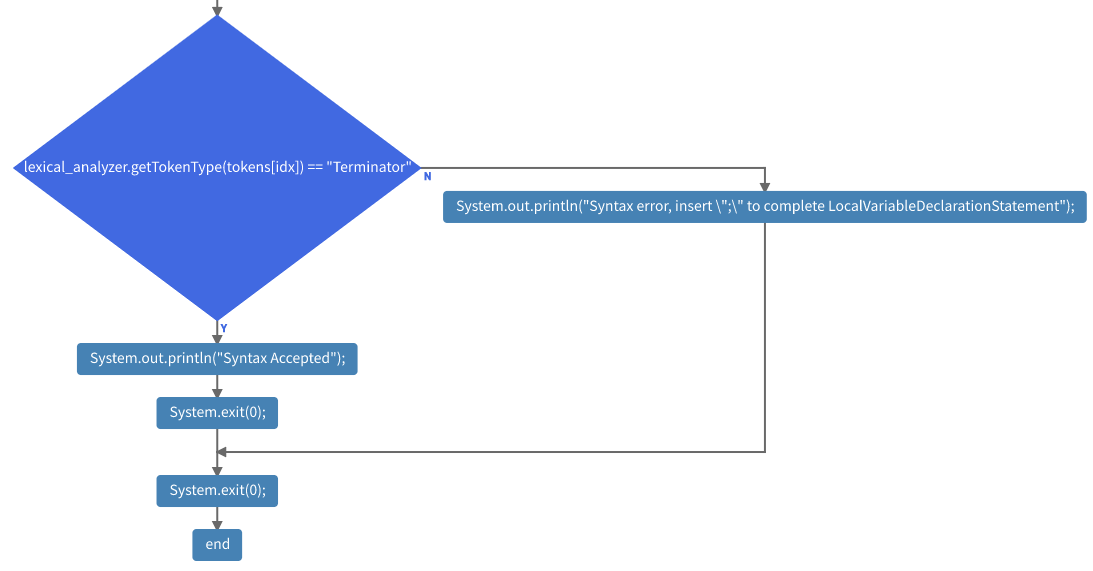 lexical_analyzer.getTokenType(tokens[idx]) == "Terminator"
N
System.out.println("Syntax error, insert \";\" to complete LocalVariableDeclarationStatement");
Y
System.out.println("Syntax Accepted");
System.exit(0);
System.exit(0);
end